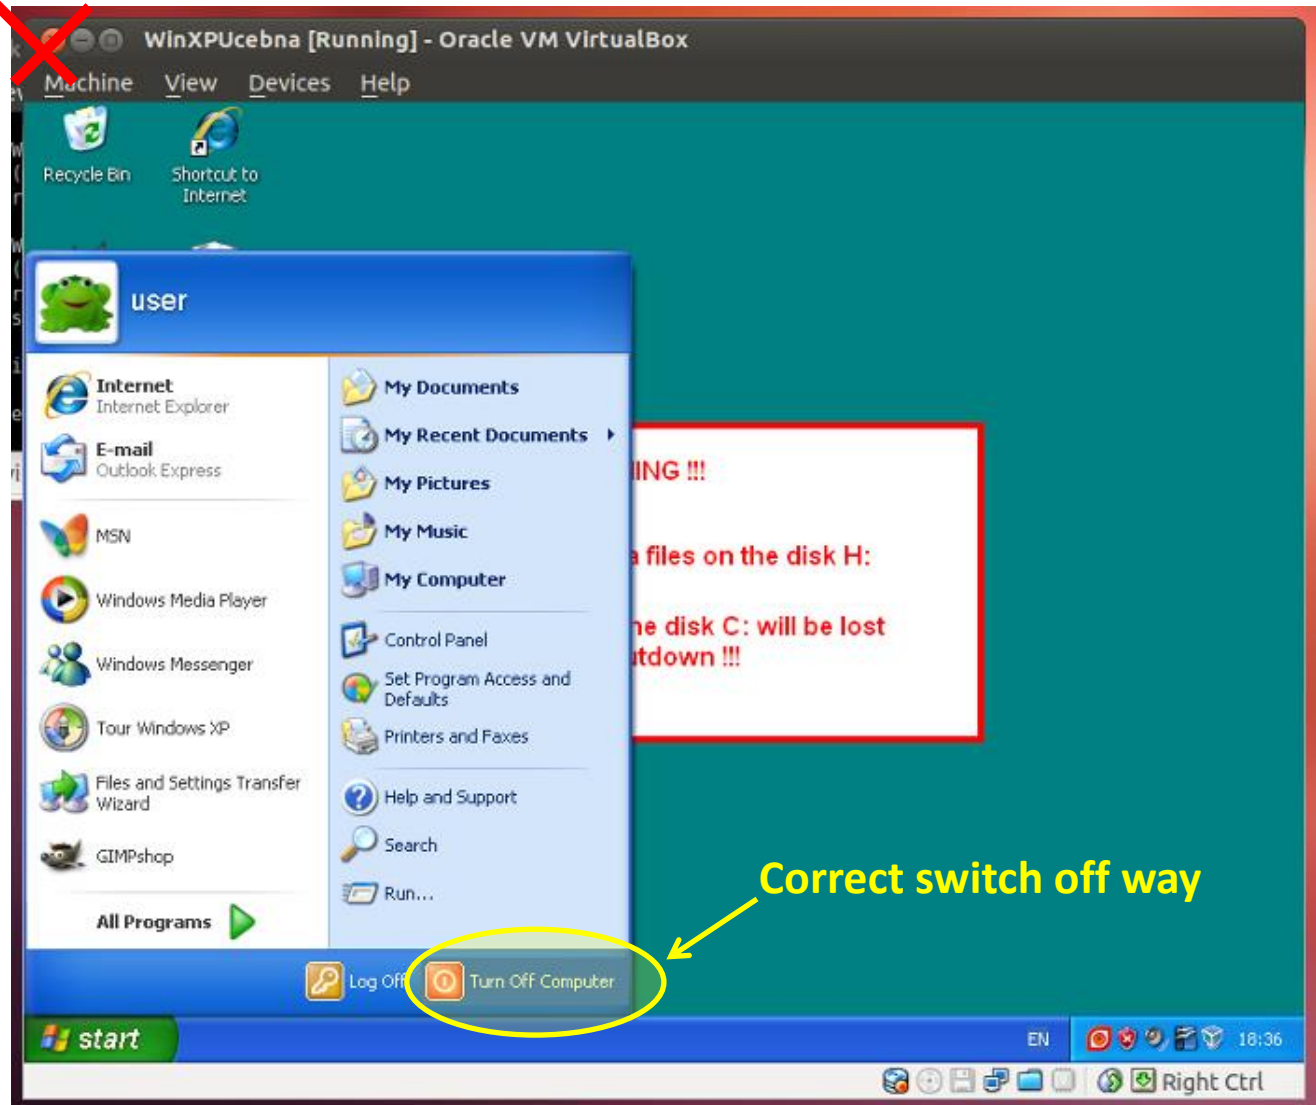 WinXPUcebna [Running] - Oracle VM VirtualBox
Machine View Devices Help
Recycle Bin
Shortcut to
Internet
user
Internet
Internet Explorer
E-mail
Outlook Express
MSN
Windows Media Player
Windows Messenger
Tour Windows XP
Files and Settings Transfer
Wizard
GIMPshop
All Programs
My Documents
My Recent Documents
My Pictures
My Music
My Computer
Control Panel
Set Program Access and
Defaults
Printers and Faxes
Help and Support
Search
Run...
Log Off
Turn Off Computer
ING !!!
files on the disk H:
disk C: will be lost
tdown !!!
Correct switch off way
start
EN
18:36
Right Ctrl